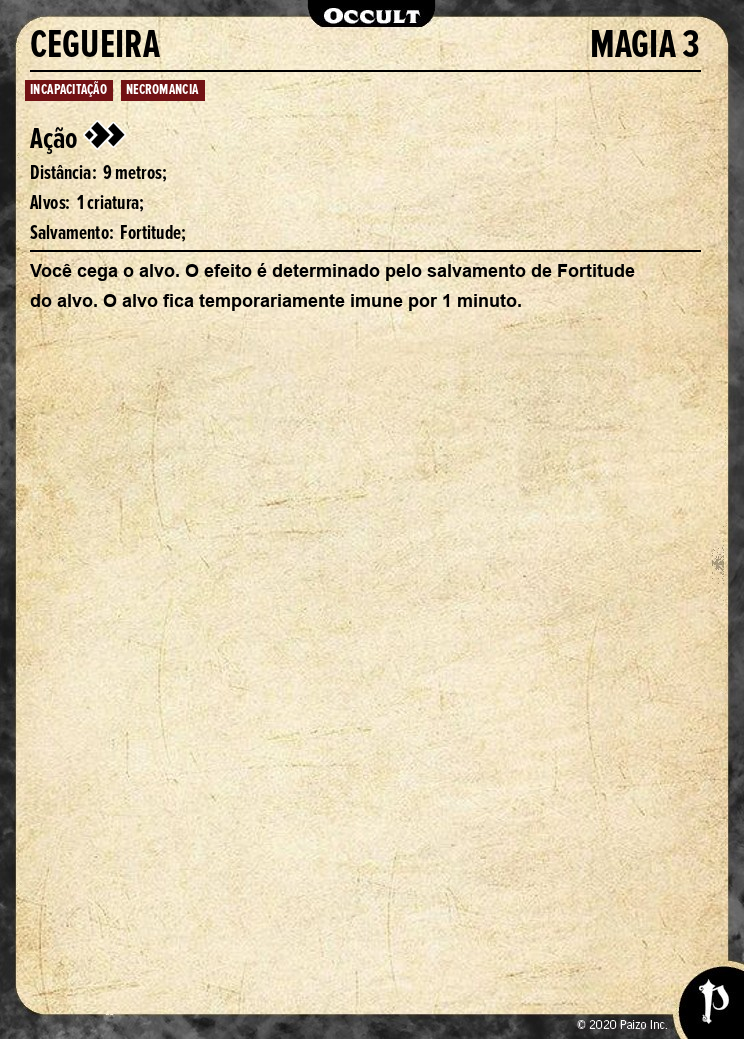 OCCULT
CEGUEIRA MAGIA 3
INCAPACITAÇÃO NECROMANCIA
Ação
Distância: 9 metros;
Alvos: 1 criatura;
Salvamento: Fortitude;
Você cega o alvo. O efeito é determinado pelo salvamento de Fortitude
do alvo. O alvo fica temporariamente imune por 1 minuto.
© 2020 Paizo Inc.
p